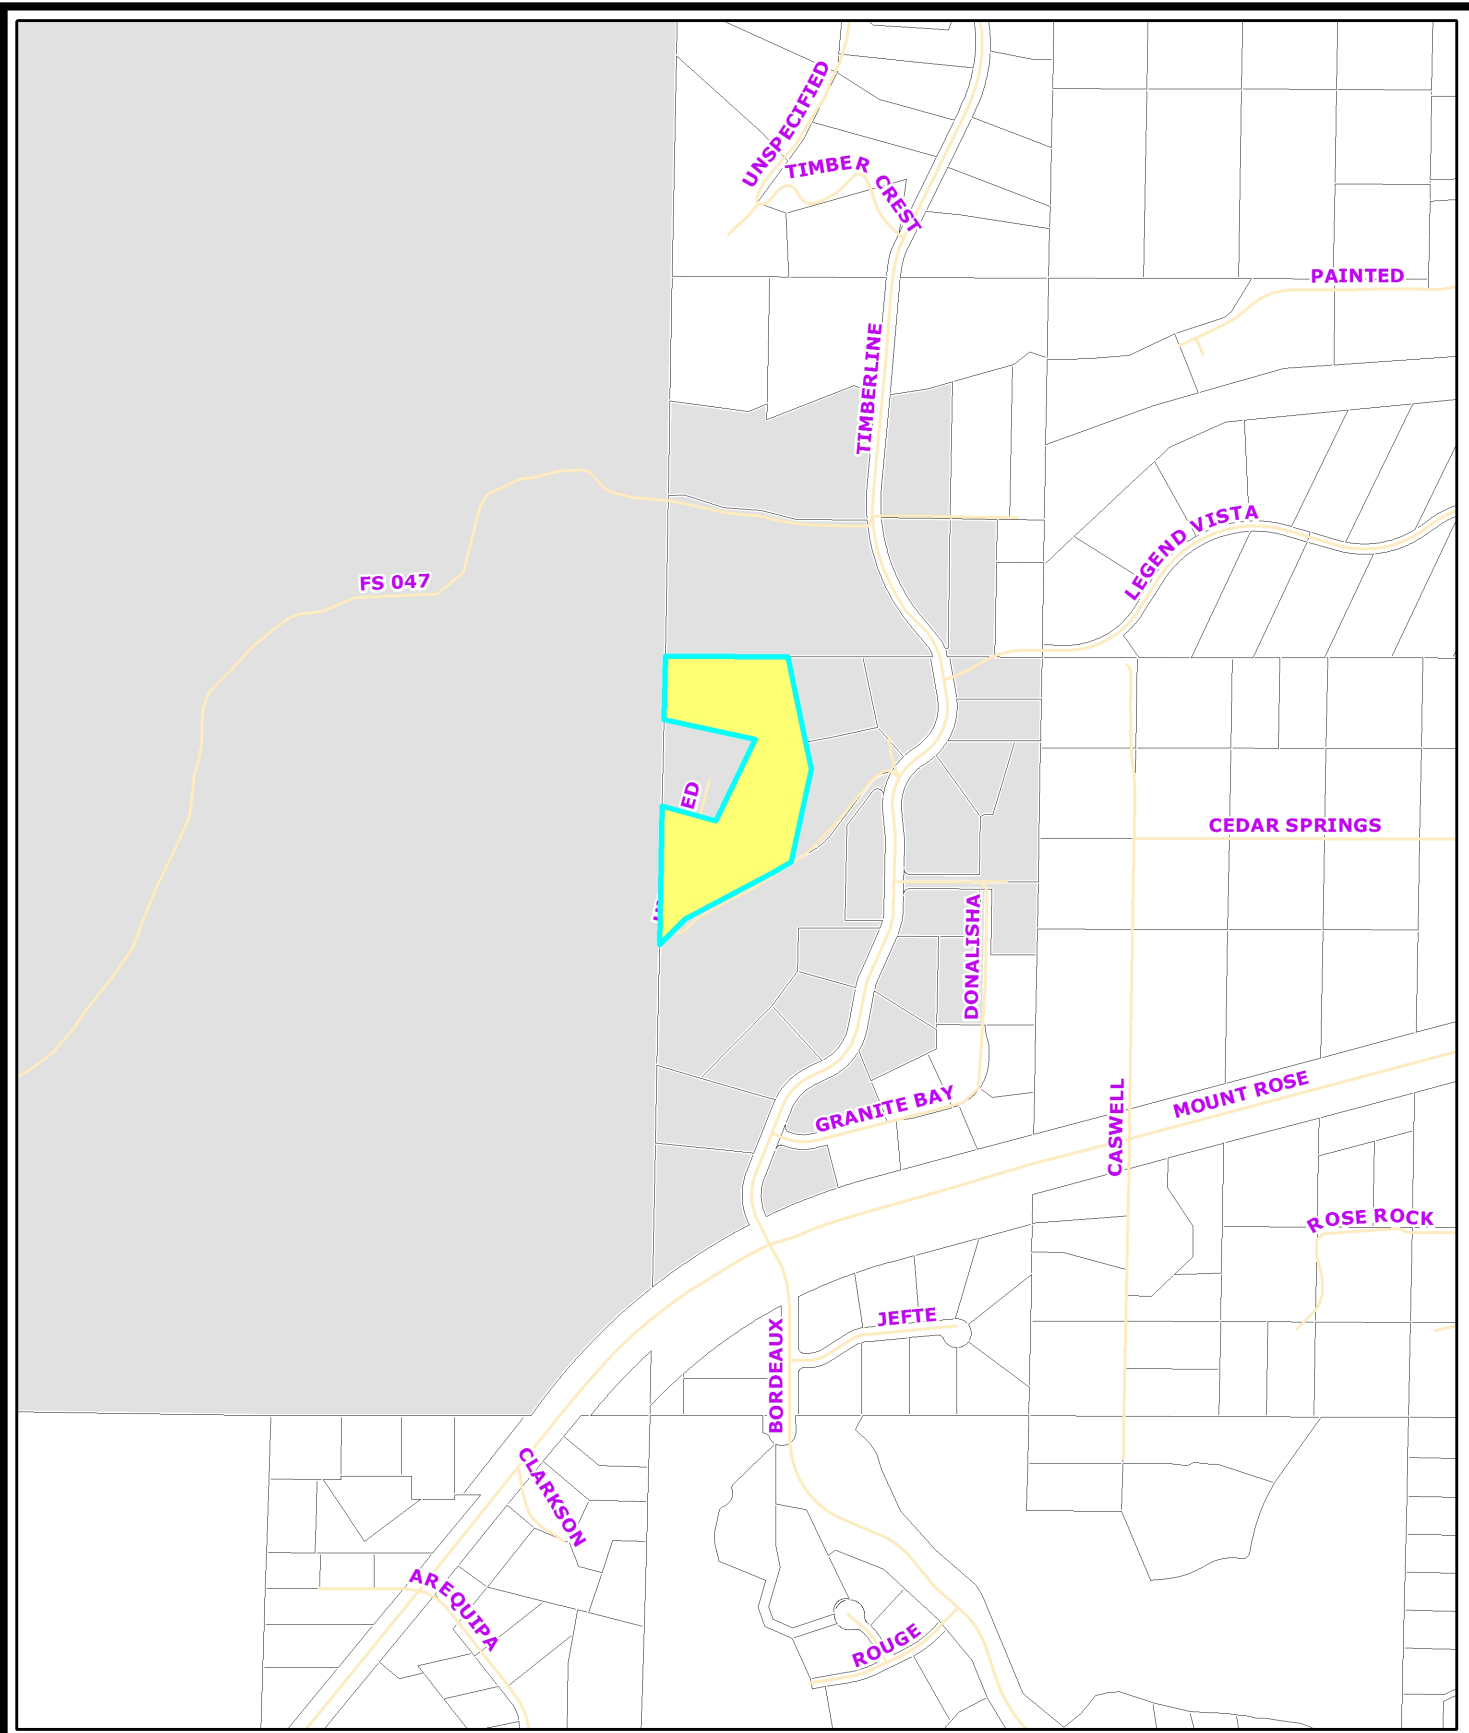 UNSPECIFIED
TIMBER CREST
PAINTED
TIMBERLINE
LEGEND VISTA
FS 047
ED
CEDAR SPRINGS
DONALISHA
GRANITE BAY
MOUNT ROSE
CASWELL
ROSE ROCK
JEFTE
BORDEAUX
CLARKSON
AREQUIPA
ROUGE